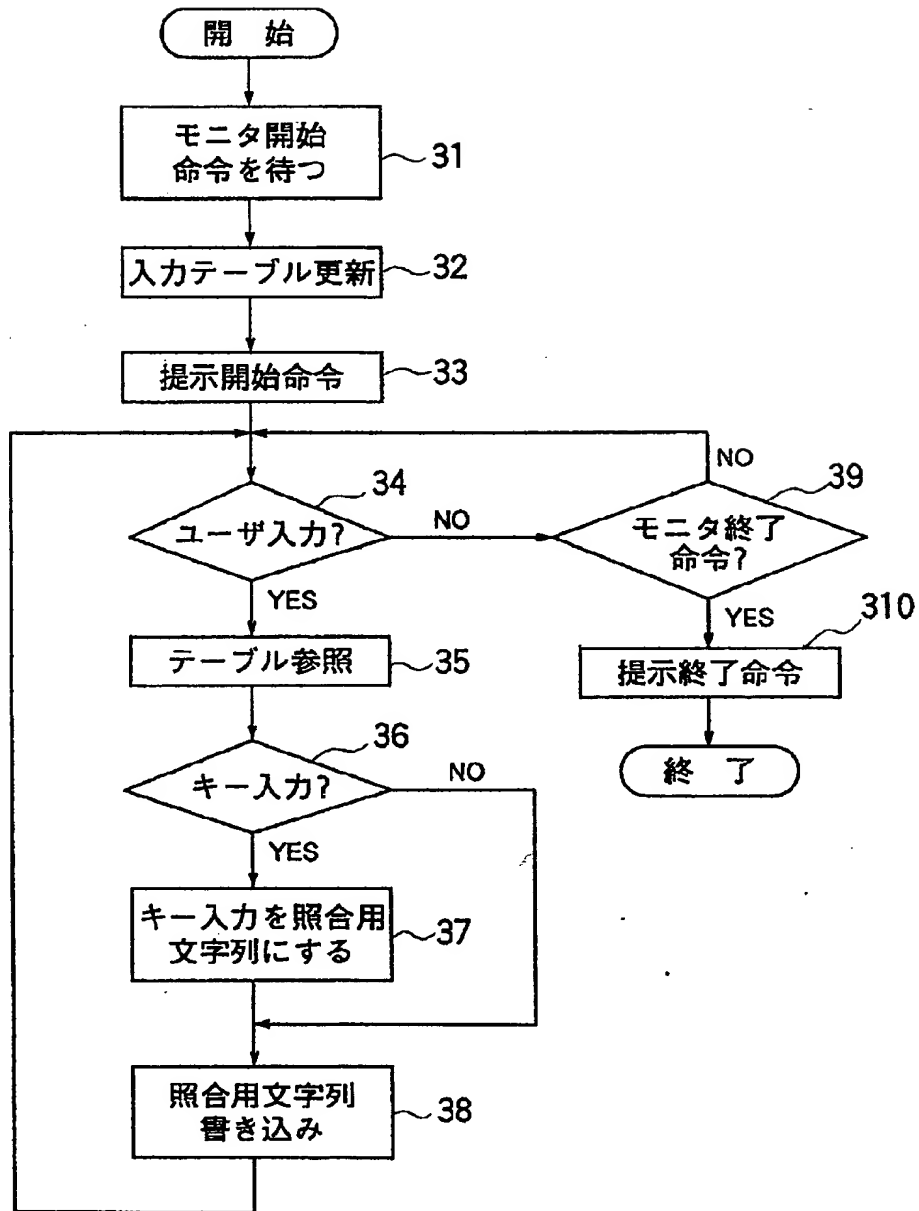 開 始
モニタ開始
命令を待つ
31
入力テーブル更新
32
提示開始命令
33
34
ユーザ入力?
NO
YES
NO
39
モニタ終了
命令?
YES
310
提示終了命令
終 了
テーブル参照
35
36
キー入力?
NO
YES
キー入力を照合用
文字列にする
37
照合用文字列
書き込み
38